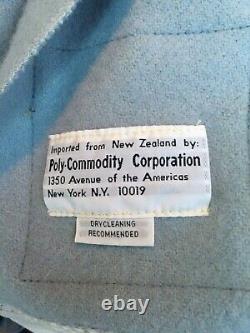 Imported from New Zealand by:
Poly-Commodity Corporation
1350 Avenue of the Americas
New York N.Y. 10019
DRYCLEANING
RECOMMENDED